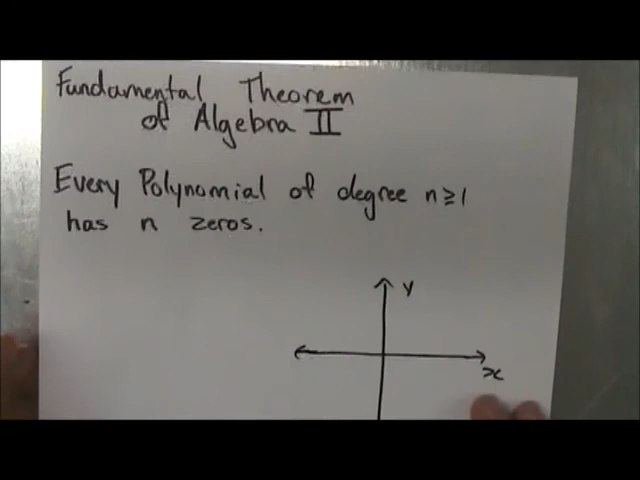 Fundamental Theorem
of Algebra II
Every Polynomial of degree n≥1
has n zeros.
y
x